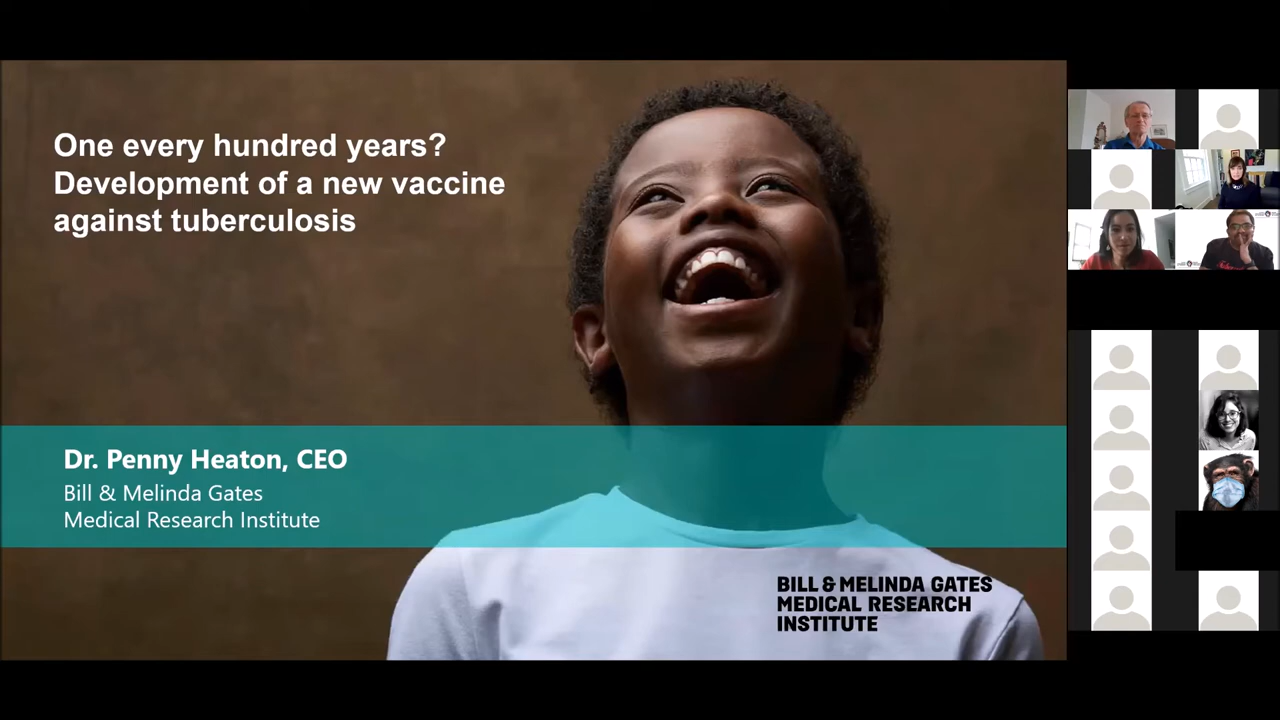 One every hundred years?
Development of a new vaccine
against tuberculosis
Dr. Penny Heaton, CEO
Bill & Melinda Gates
Medical Research Institute
BILL & MELINDA GATES
MEDICAL RESEARCH
INSTITUTE